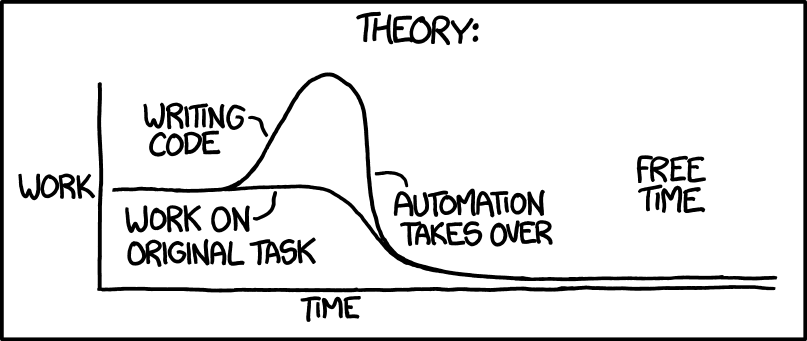 THEORY:
WRITING
CODE
WORK
WORK ON
ORIGINAL TASK
AUTOMATION
TAKES OVER
FREE
TIME
TIME